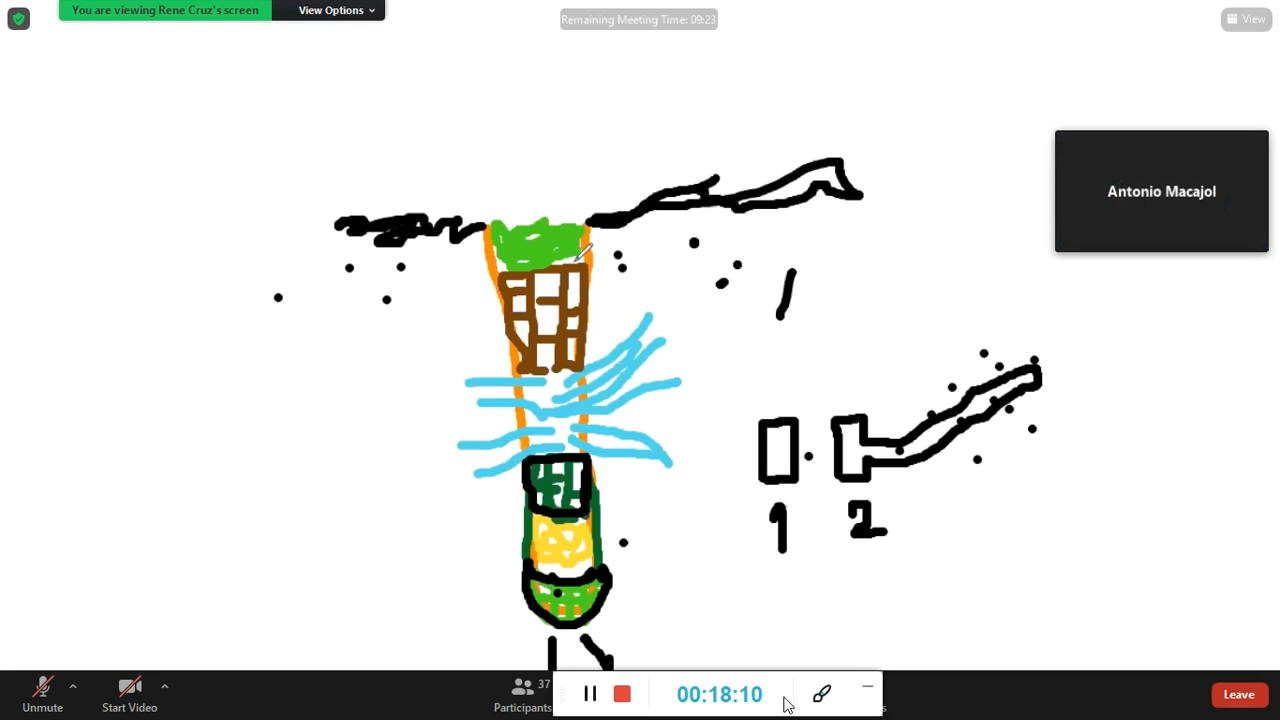 You are viewing Rene Cruz's screen
View Options
Remaining Meeting Time: 09:23
View
Antonio Macajol
1 2
Unmute
Start Video
Participants
37
00:18:10
Leave